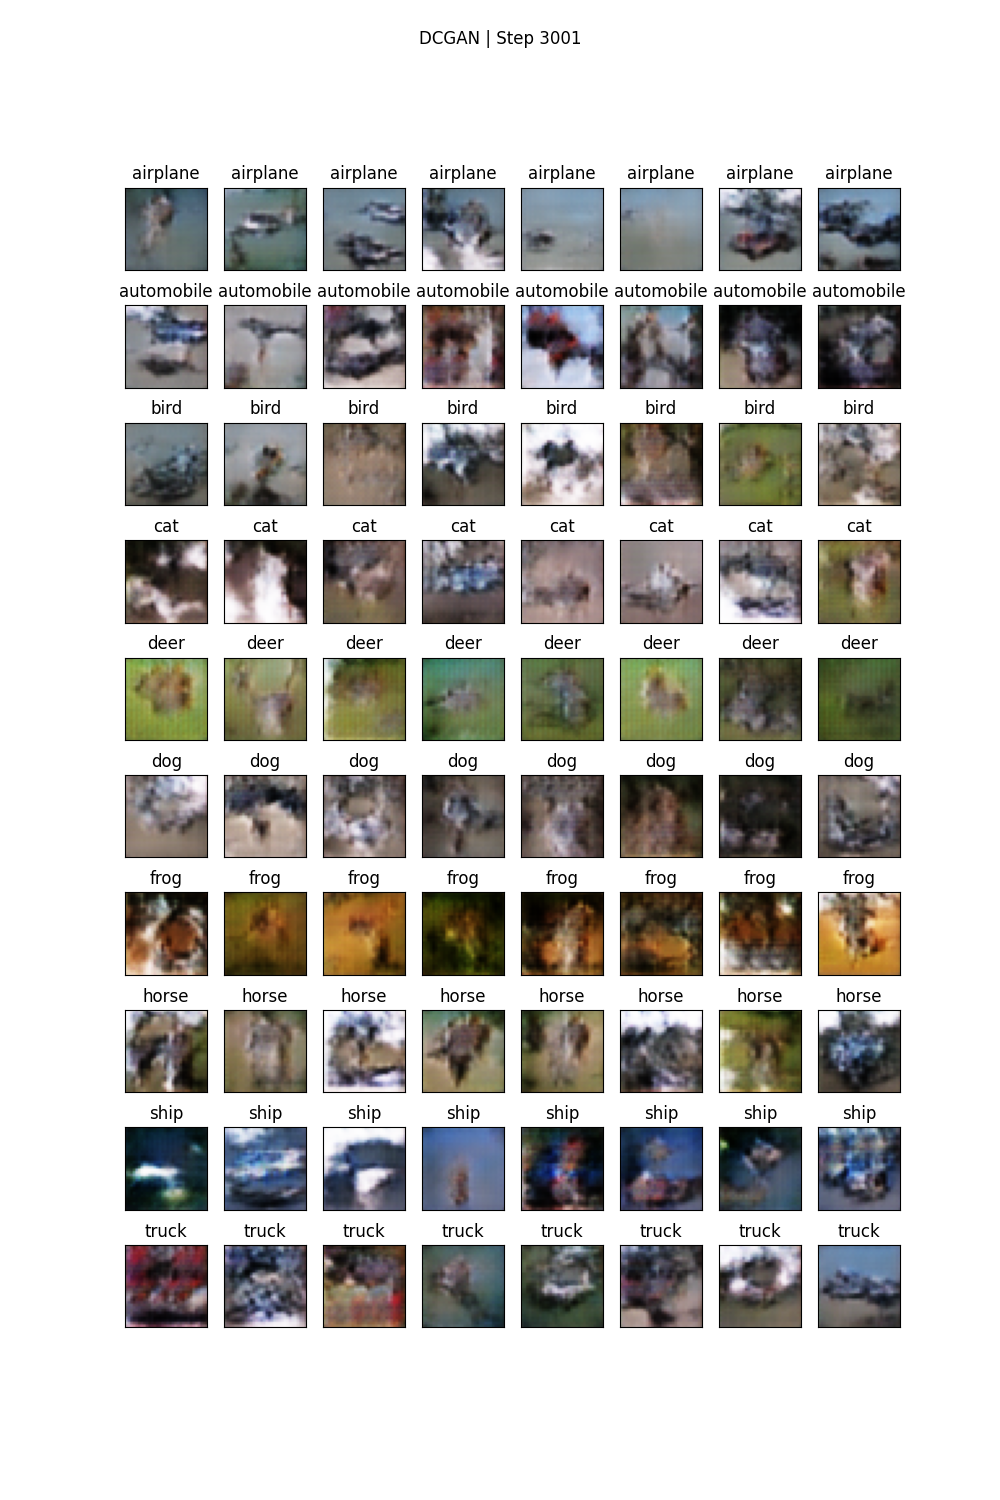 DCGAN | Step 3001
airplane airplane airplane airplane airplane airplane airplane airplane
automobile automobile automobile automobile automobile automobile automobile automobile
bird bird bird bird bird bird bird bird
cat cat cat cat cat cat cat cat
deer deer deer deer deer deer deer deer
dog dog dog dog dog dog dog dog
frog frog frog frog frog frog frog frog
horse horse horse horse horse horse horse horse
ship ship ship ship ship ship ship ship
truck truck truck truck truck truck truck truck